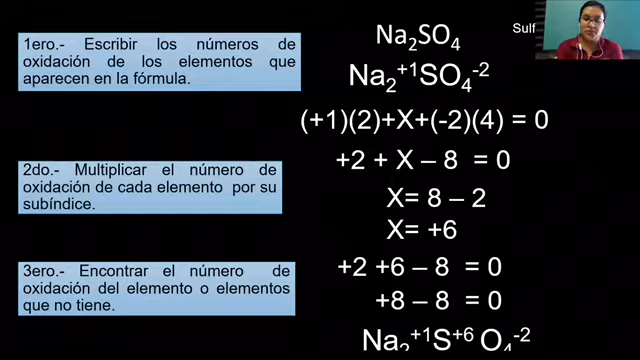 1ero.- Escribir los números de
oxidación de los elementos que
aparecen en la fórmula.
2do.- Multiplicar el número de
oxidación de cada elemento por su
subíndice.
3ero.- Encontrar el número de
oxidación del elemento o elementos
que no tiene.
Na₂SO₄
Na₂⁺¹SO₄⁻²
(+1)(2)+X+(-2)(4) = 0
+2 + X – 8 = 0
X= 8 – 2
X= +6
+2 +6 – 8 = 0
+8 – 8 = 0
Na₂⁺¹S⁺⁶ O₄⁻²
Sulf